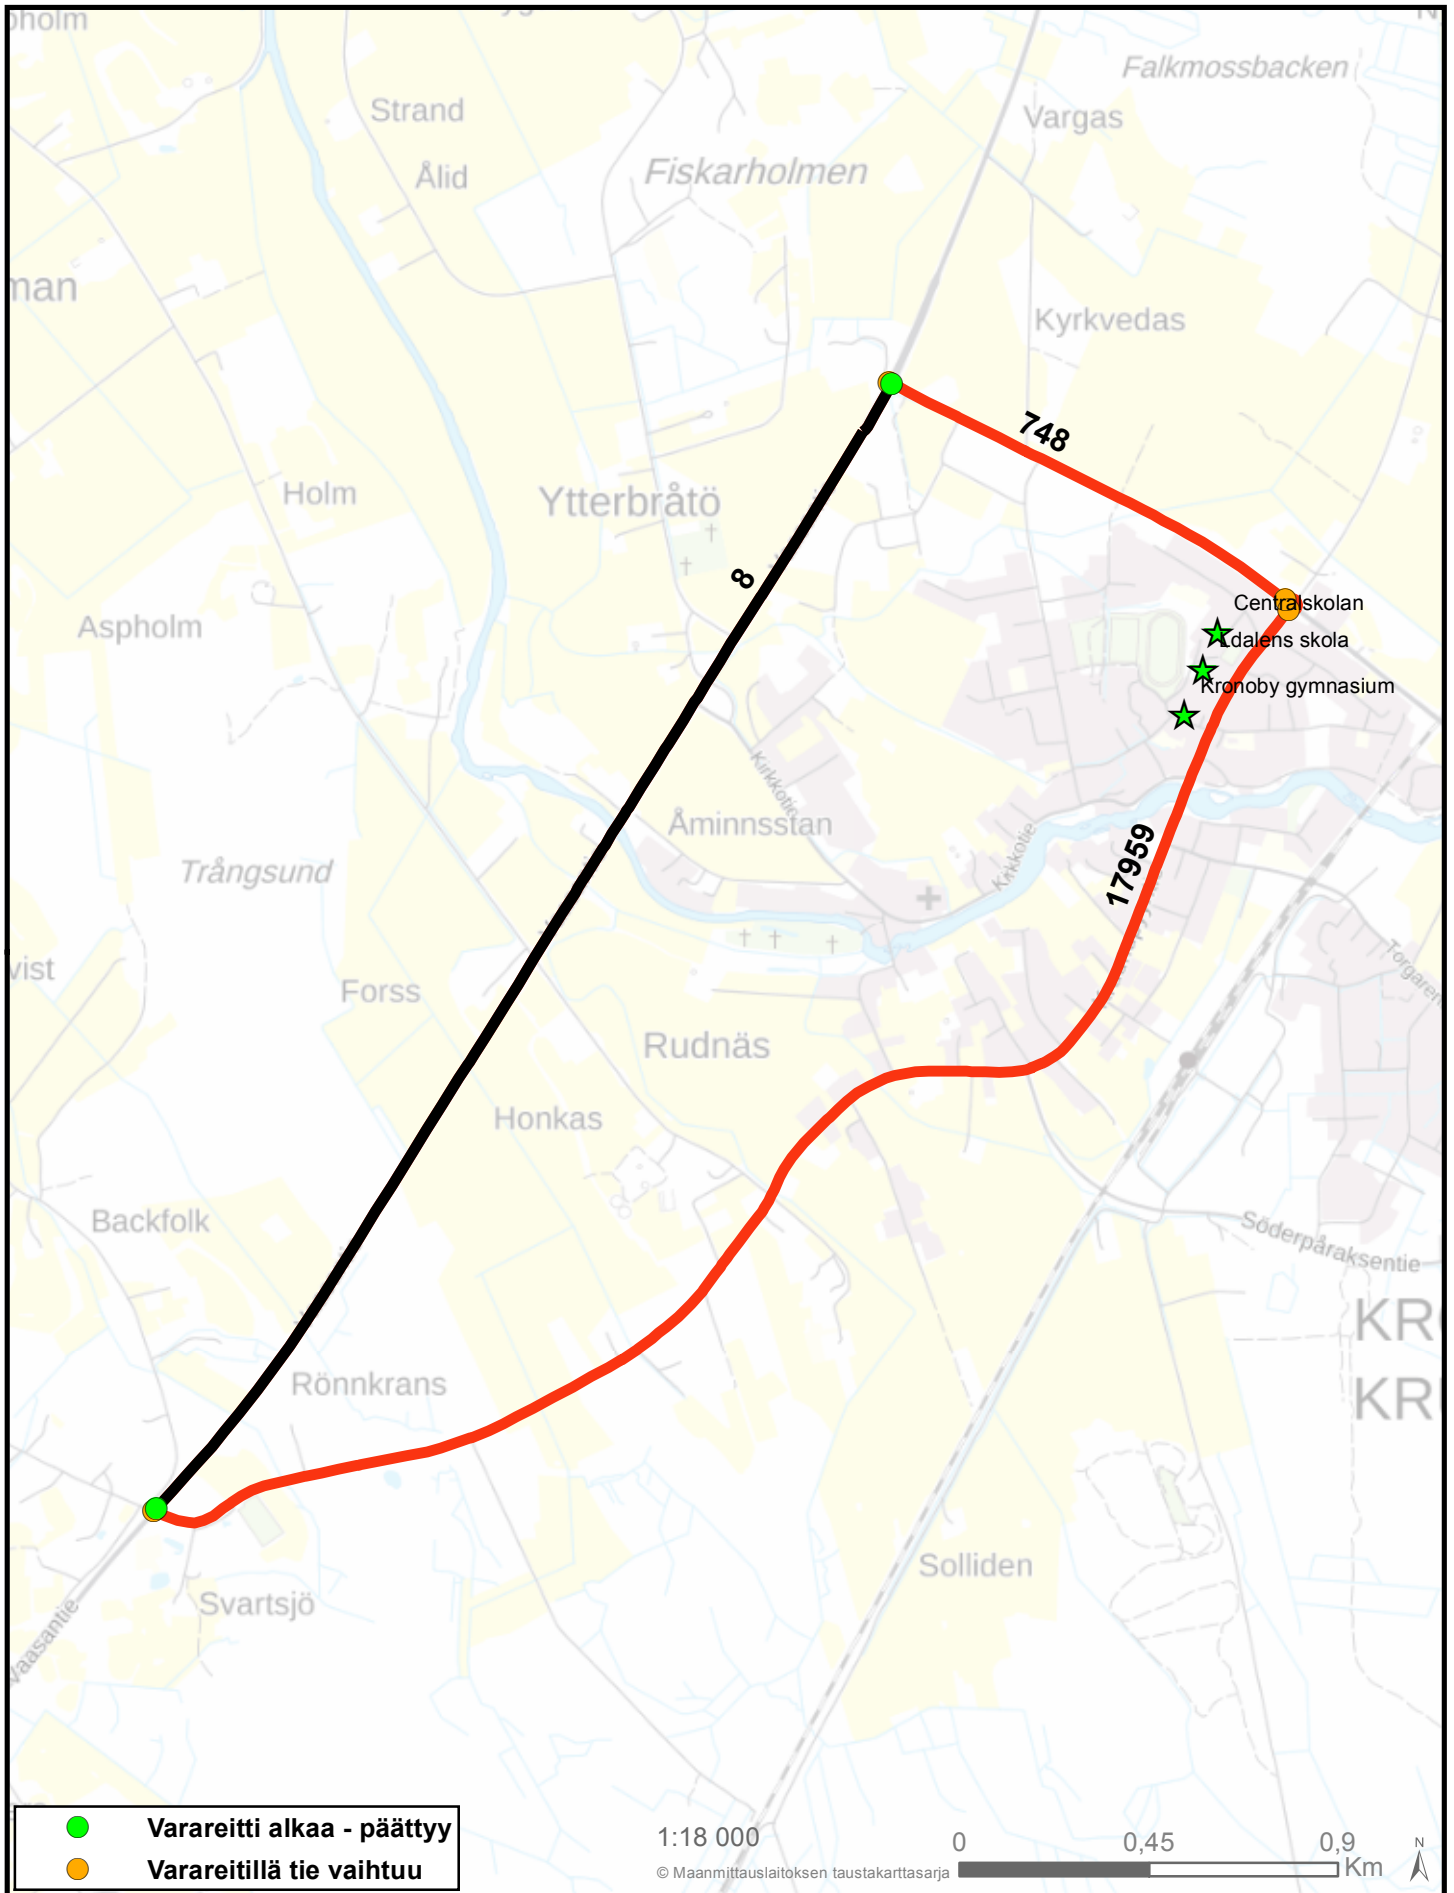 Falkmossbacken
Strand
Vargas
Ålid
Fiskarholmen
man
Kyrkvedas
748
Holm
Ytterbråtö
8
Centralskolan
Aspholm
dalens skola
Kronoby gymnasium
Kirkkotie
Åminnsstan
Kirkkotie
17959
Trångsund
vist
Torgaren
Forss
Rudnäs
Honkas
Backfolk
Söderpåraksentie
KR
Rönnkrans
KR
Solliden
Svartsjö
Vaasantie
Varareitti alkaa - päättyy
Varareitillä tie vaihtuu
1:18 000
© Maanmittauslaitoksen taustakarttasarja
0 0,45 0,9
Km
N